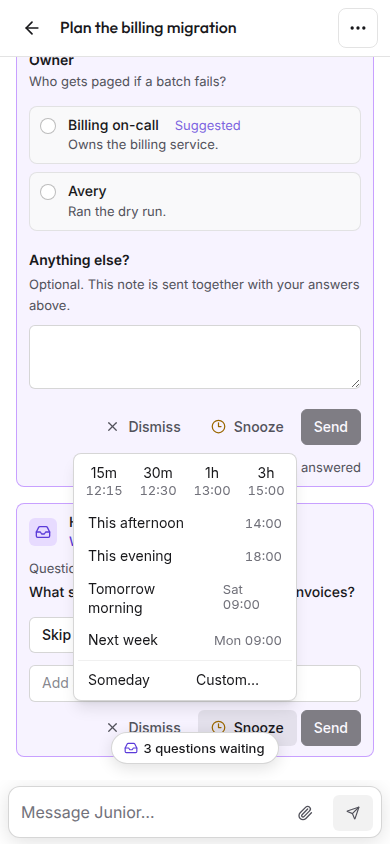 Plan the billing migration
Owner
Who gets paged if a batch fails?
Billing on-call Suggested
Owns the billing service.
Avery
Ran the dry run.
Anything else?
Optional. This note is sent together with your answers
above.
Dismiss Snooze Send
answered
15m 30m 1h 3h
12:15 12:30 13:00 15:00
This afternoon 14:00
This evening 18:00
Tomorrow
morning
Sat
09:00
Next week Mon 09:00
Someday Custom...
What s nvoices?
Skip
Add
Dismiss Snooze Send
3 questions waiting
Message Junior...